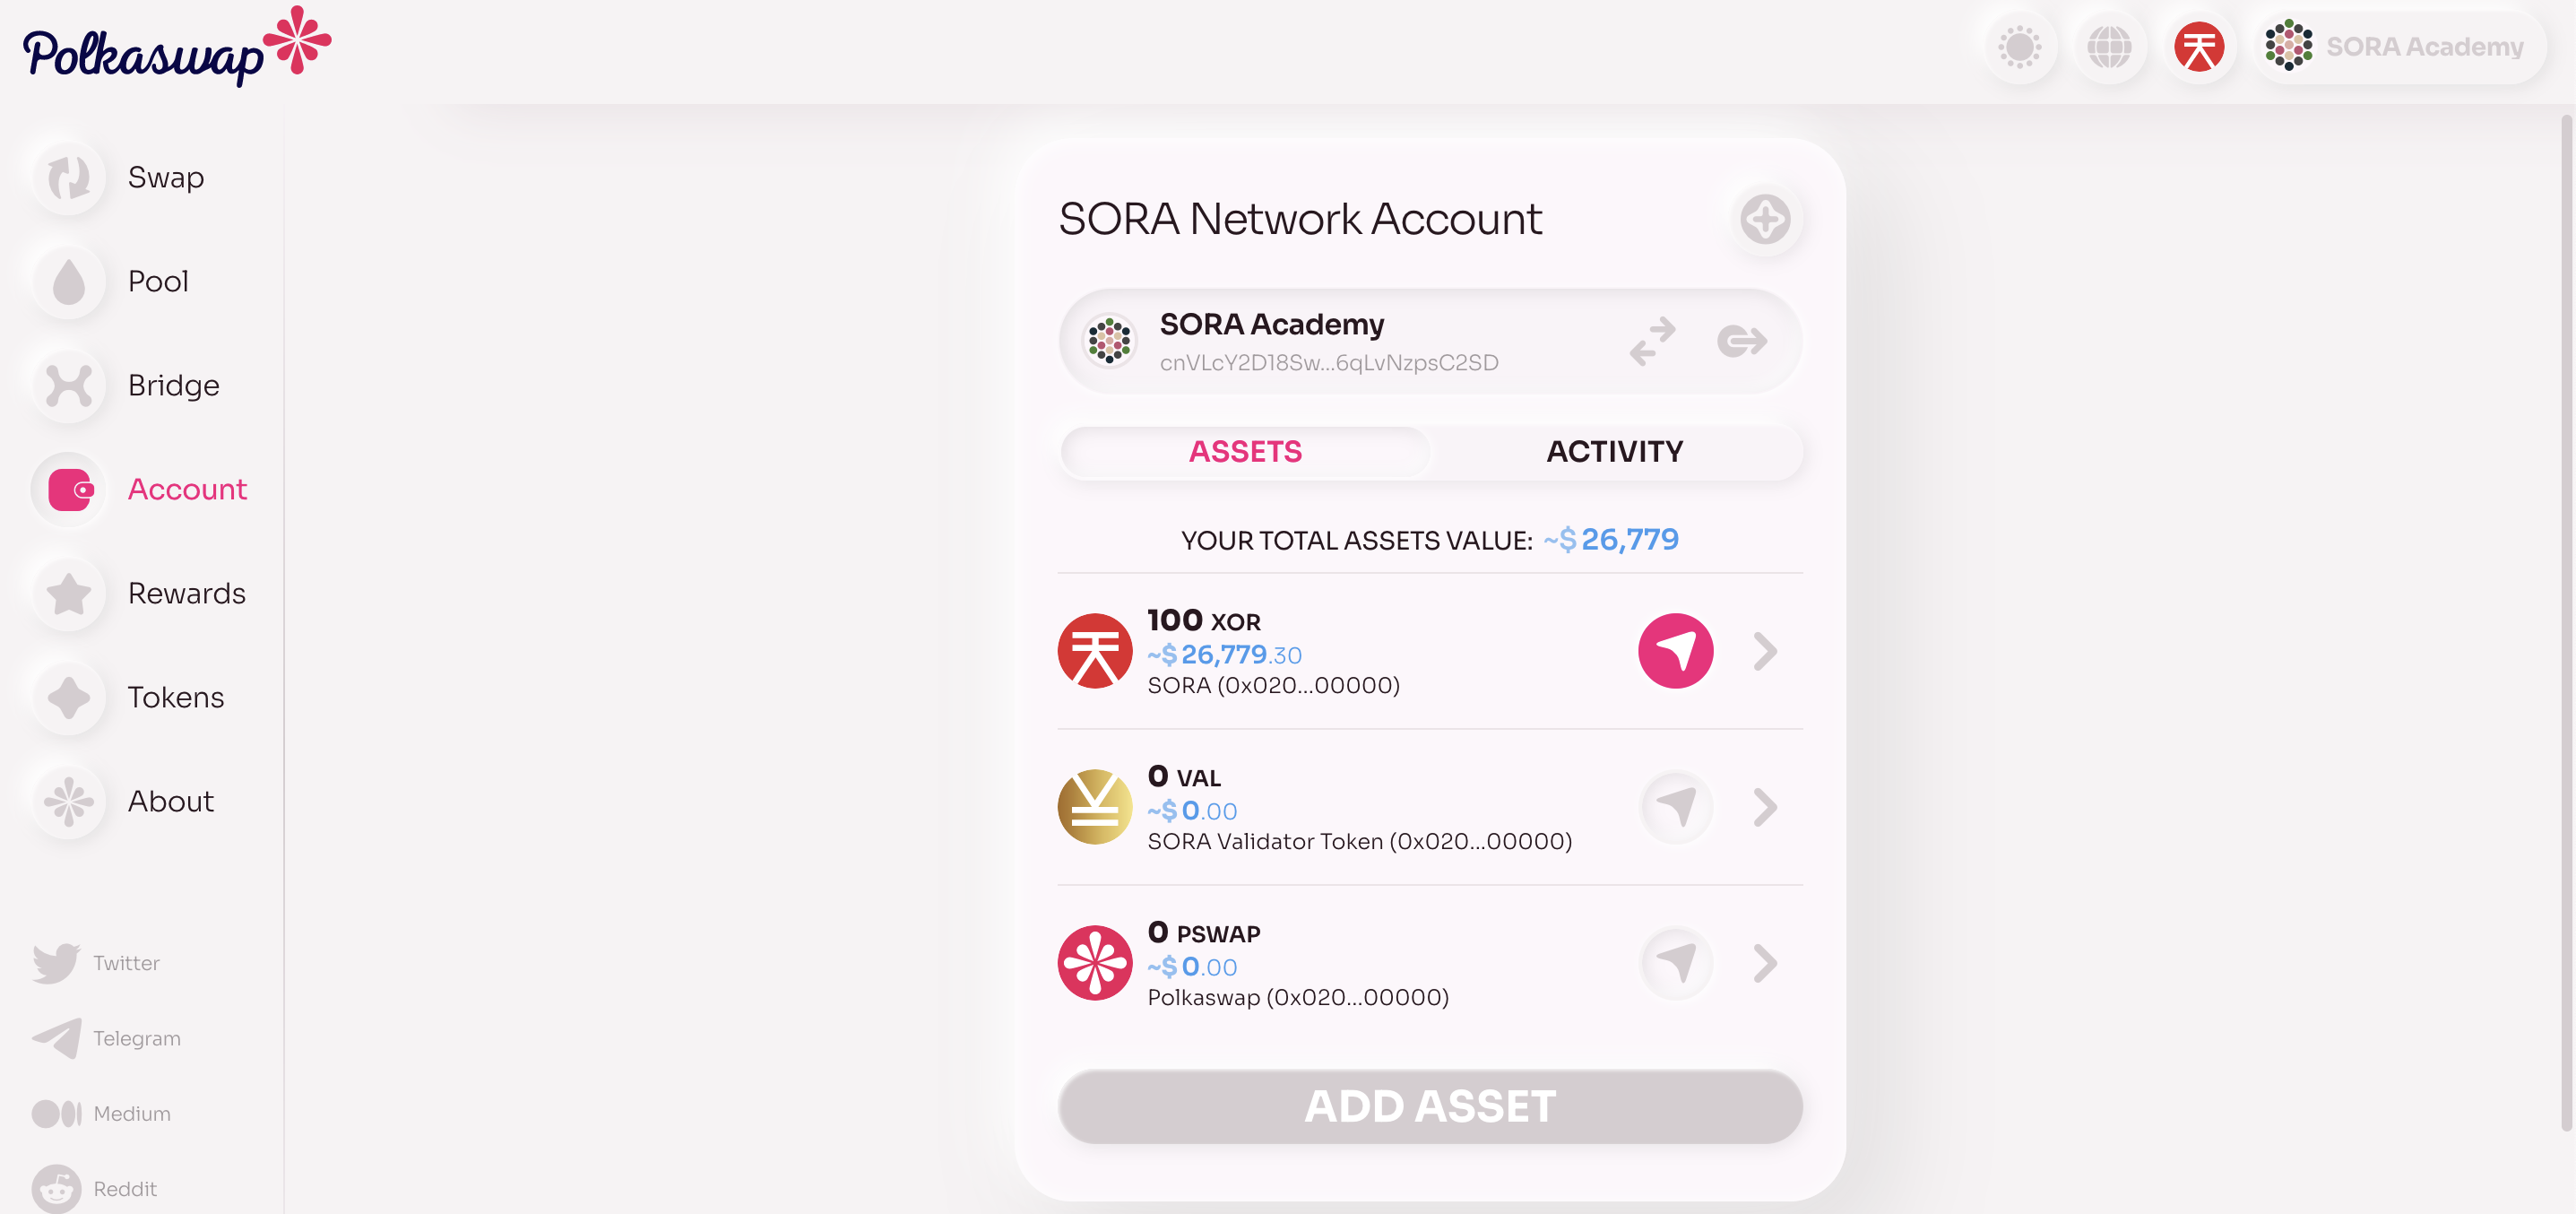 Polkaswap
SORA Academy
Swap
Pool
Bridge
Account
Rewards
Tokens
About
Twitter
Telegram
Medium
Reddit
SORA Network Account
SORA Academy
cnVLcY2D18Sw...6qLvNzpsC2SD
ASSETS
ACTIVITY
YOUR TOTAL ASSETS VALUE: ~$ 26,779
100 XOR
~$ 26,779.30
SORA (0x020...00000)
0 VAL
~$ 0.00
SORA Validator Token (0x020...00000)
0 PSWAP
~$ 0.00
Polkaswap (0x020...00000)
ADD ASSET